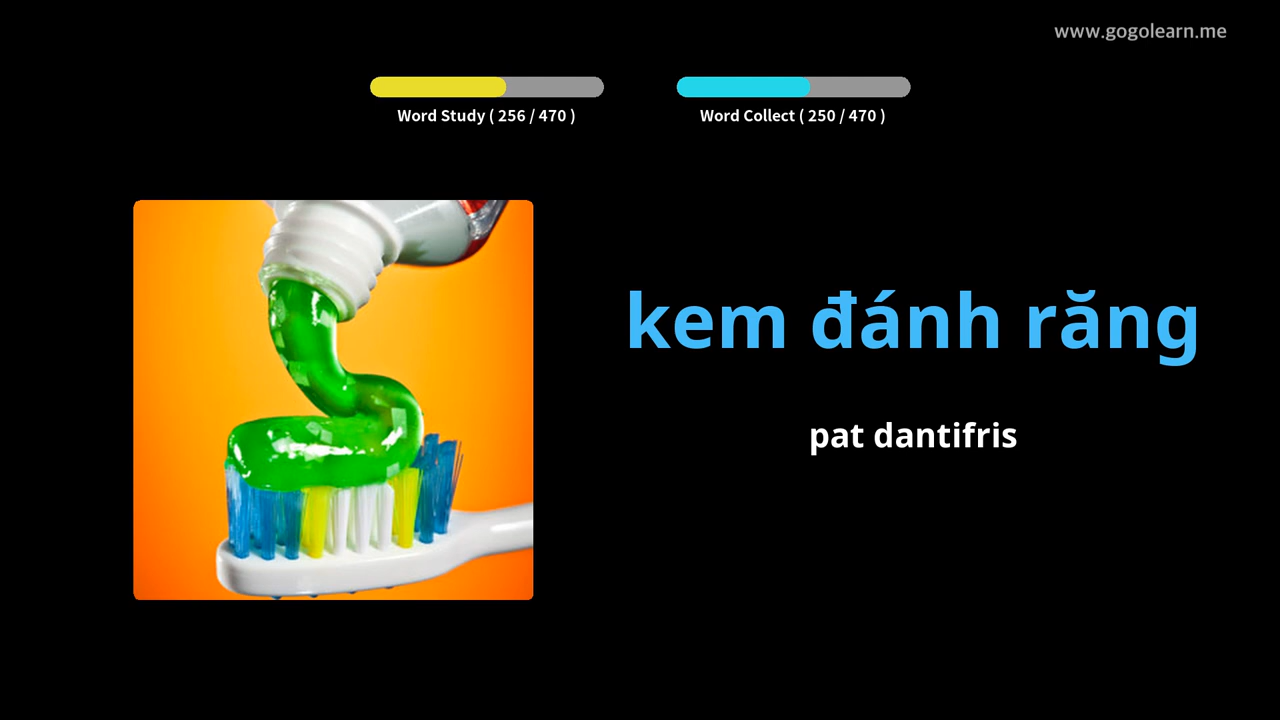 www.gogolearn.me
Word Study ( 256 / 470 )
Word Collect ( 250 / 470 )
kem đánh răng
pat dantifris